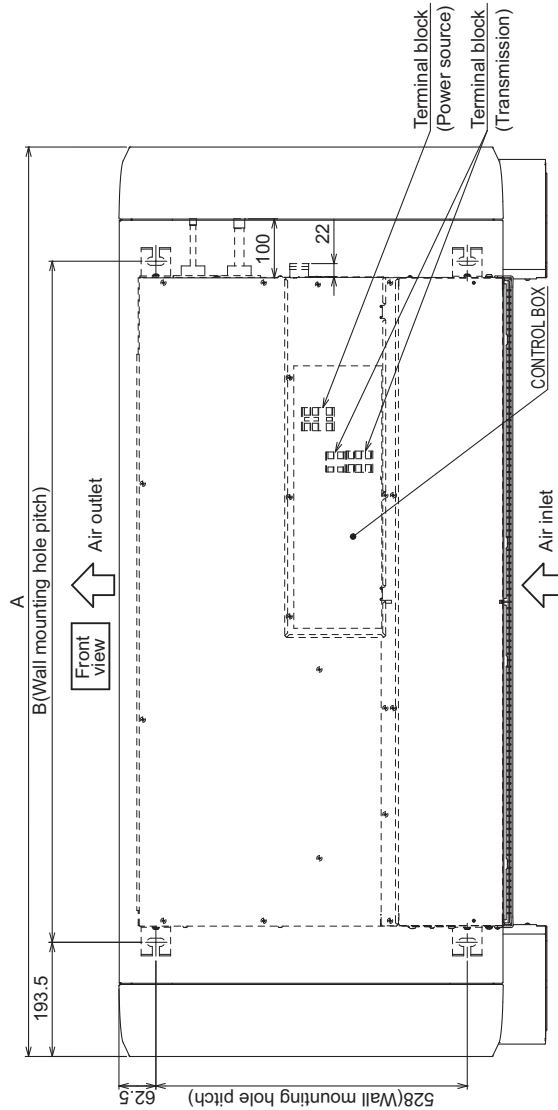 A
B(Wall mounting hole pitch)
193.5
Front
view
Air outlet
100
22
62.5
528(Wall mounting hole pitch)
Terminal block
(Power source)
Terminal block
(Transmission)
CONTROL BOX
Air inlet